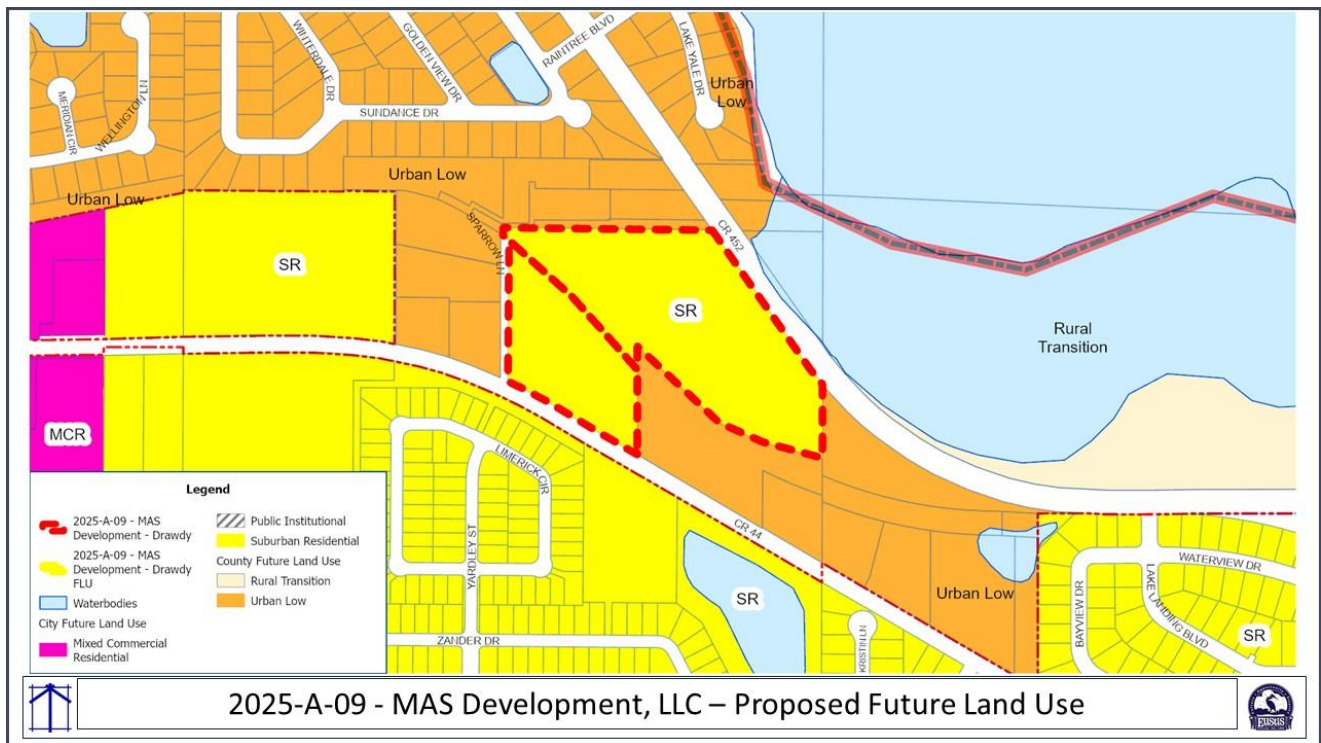 WINTERDALE DR
GOLDEN VIEW DR
RAINTREE BLVD
LAKE YALE DR
Urban
Low
MERIDIAN CIR
WELLINGTON LN
SUNDANCE DR
Urban Low
Urban Low
SPARROW LN
CR 452
SR
SR
Rural
Transition
MCR
LIMERICK CIR
YARDLEY ST
CR 44
SR
Urban Low
WATERVIEW DR
BAYVIEW DR
LAKE LANDING BLVD
SR
ZANDER DR
KRISTIN LN
Legend
2025-A-09 - MAS
Development - Drawdy
2025-A-09 - MAS
Development - Drawdy
FLU
Waterbodies
City Future Land Use
Mixed Commercial
Residential
Public Institutional
Suburban Residential
County Future Land Use
Rural Transition
Urban Low
2025-A-09 - MAS Development, LLC – Proposed Future Land Use
EUSTIS